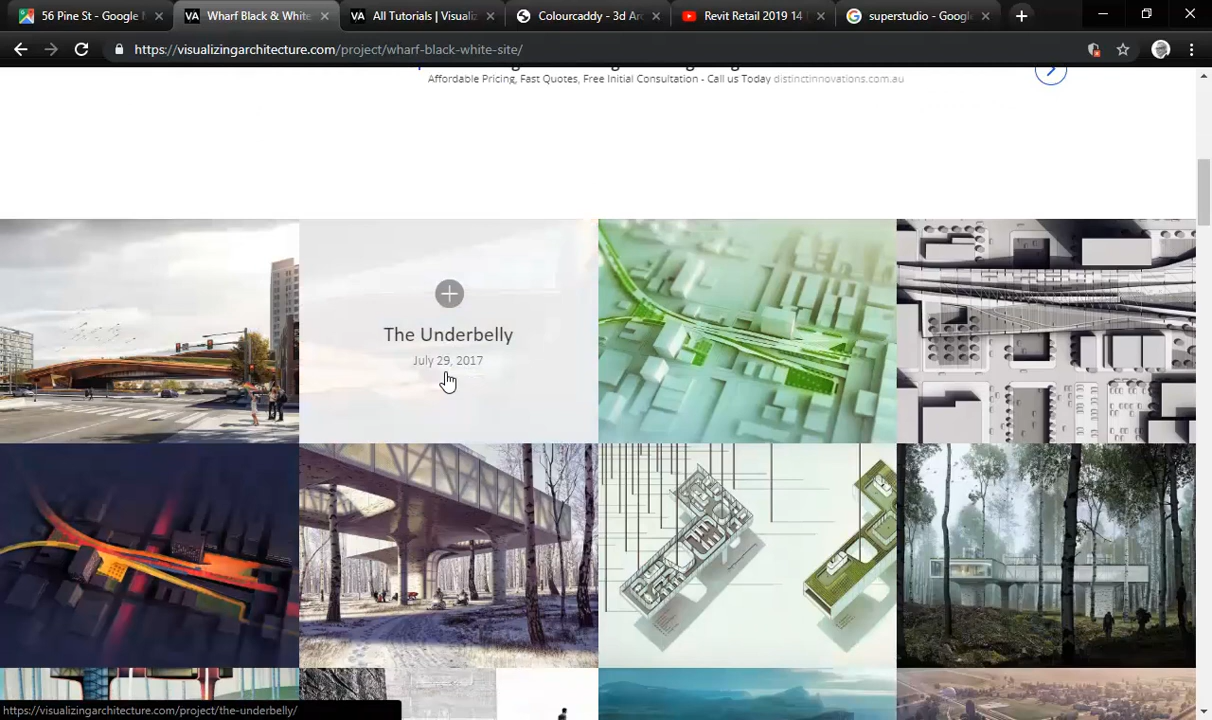 56 Pine St - Google M
Wharf Black & White
All Tutorials | Visualiz
Colourcaddy - 3d Arc
Revit Retail 2019 14
superstudio - Google
https://visualizingarchitecture.com/project/wharf-black-white-site/
Affordable Pricing, Fast Quotes, Free Initial Consultation - Call us Today distinctinnovations.com.au
The Underbelly
July 29, 2017
https://visualizingarchitecture.com/project/the-underbelly/